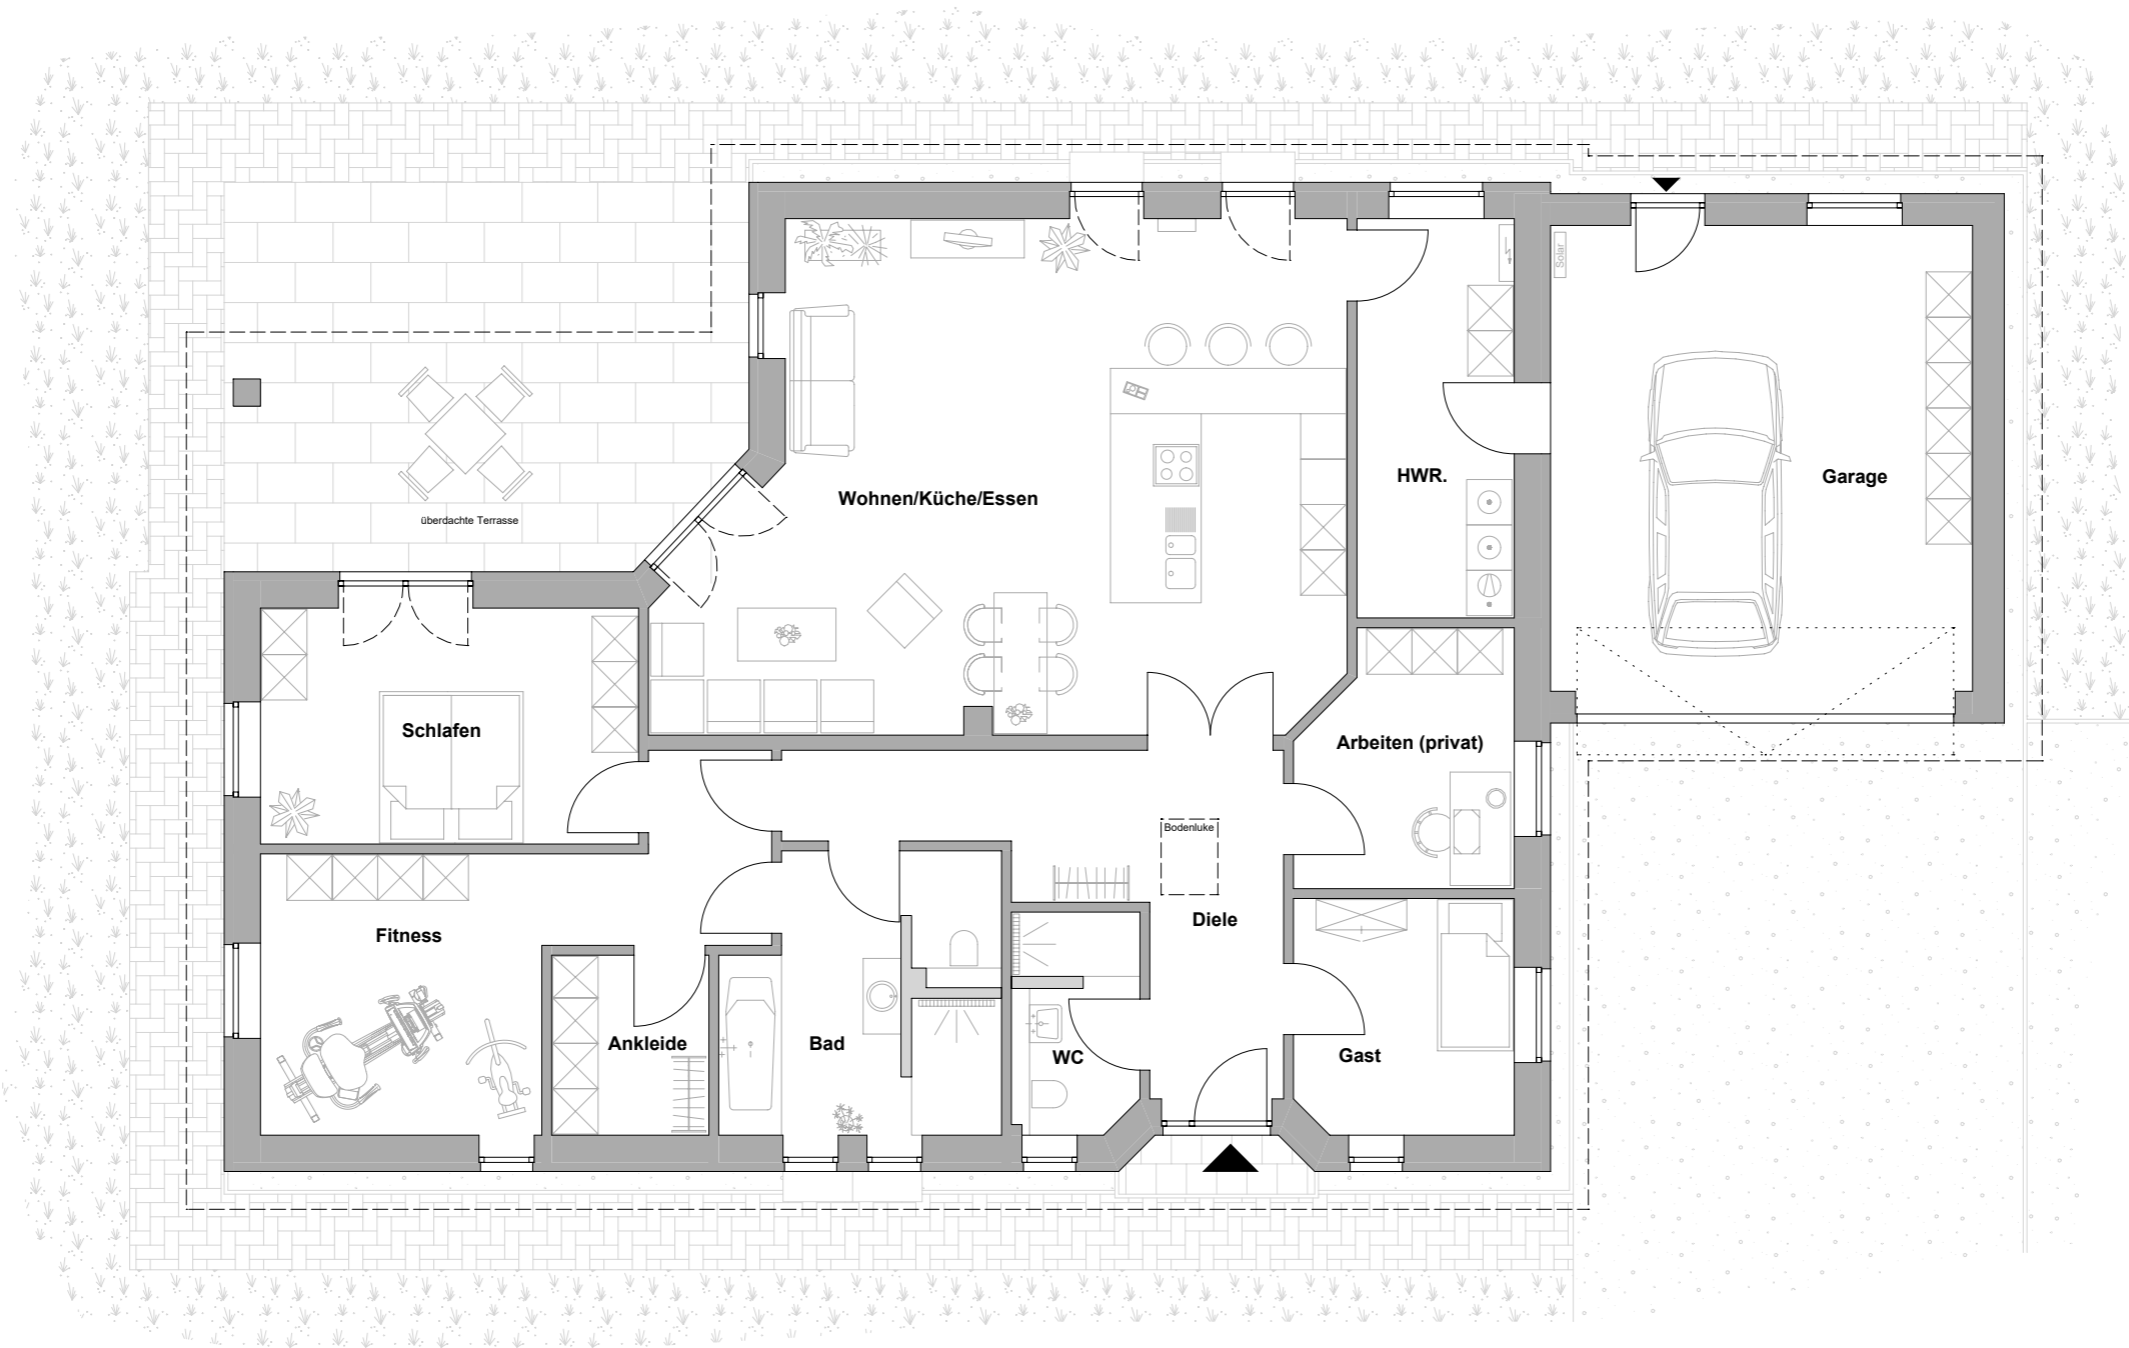 Solar
HWR.
Garage
Wohnen/Küche/Essen
überdachte Terrasse
Schlafen
Arbeiten (privat)
Bodenluke
Diele
Fitness
Ankleide
Bad
WC
Gast